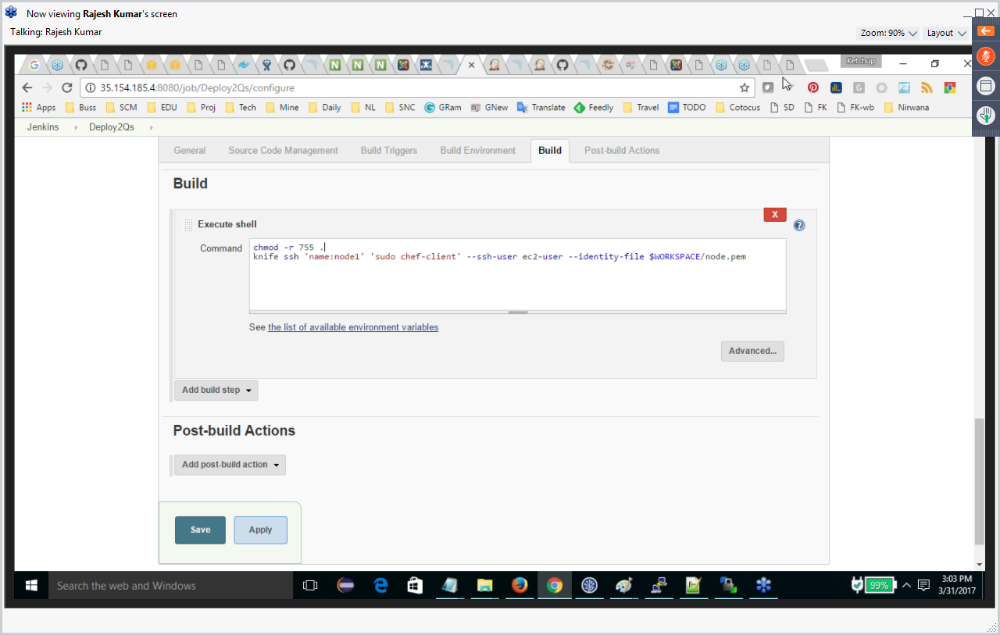 Now viewing Rajesh Kumar's screen
Talking: Rajesh Kumar
Zoom: 90%
Layout
Ketchup
35.154.185.4:8080/job/Deploy2Qs/configure
Apps Buss SCM EDU Proj Tech Mine Daily NL SNC GRam GNew Translate Feedly Travel TODO Cotocus SD FK FK-wb Nirwana
Jenkins Deploy2Qs
General Source Code Management Build Triggers Build Environment Build Post-build Actions
Build
X
Execute shell
Command
chmod -r 755 .
knife ssh 'name:node1' 'sudo chef-client' --ssh-user ec2-user --identity-file $WORKSPACE/node.pem
See the list of available environment variables
Advanced...
Add build step
Post-build Actions
Add post-build action
Save Apply
Search the web and Windows
99%
3:03 PM
3/31/2017